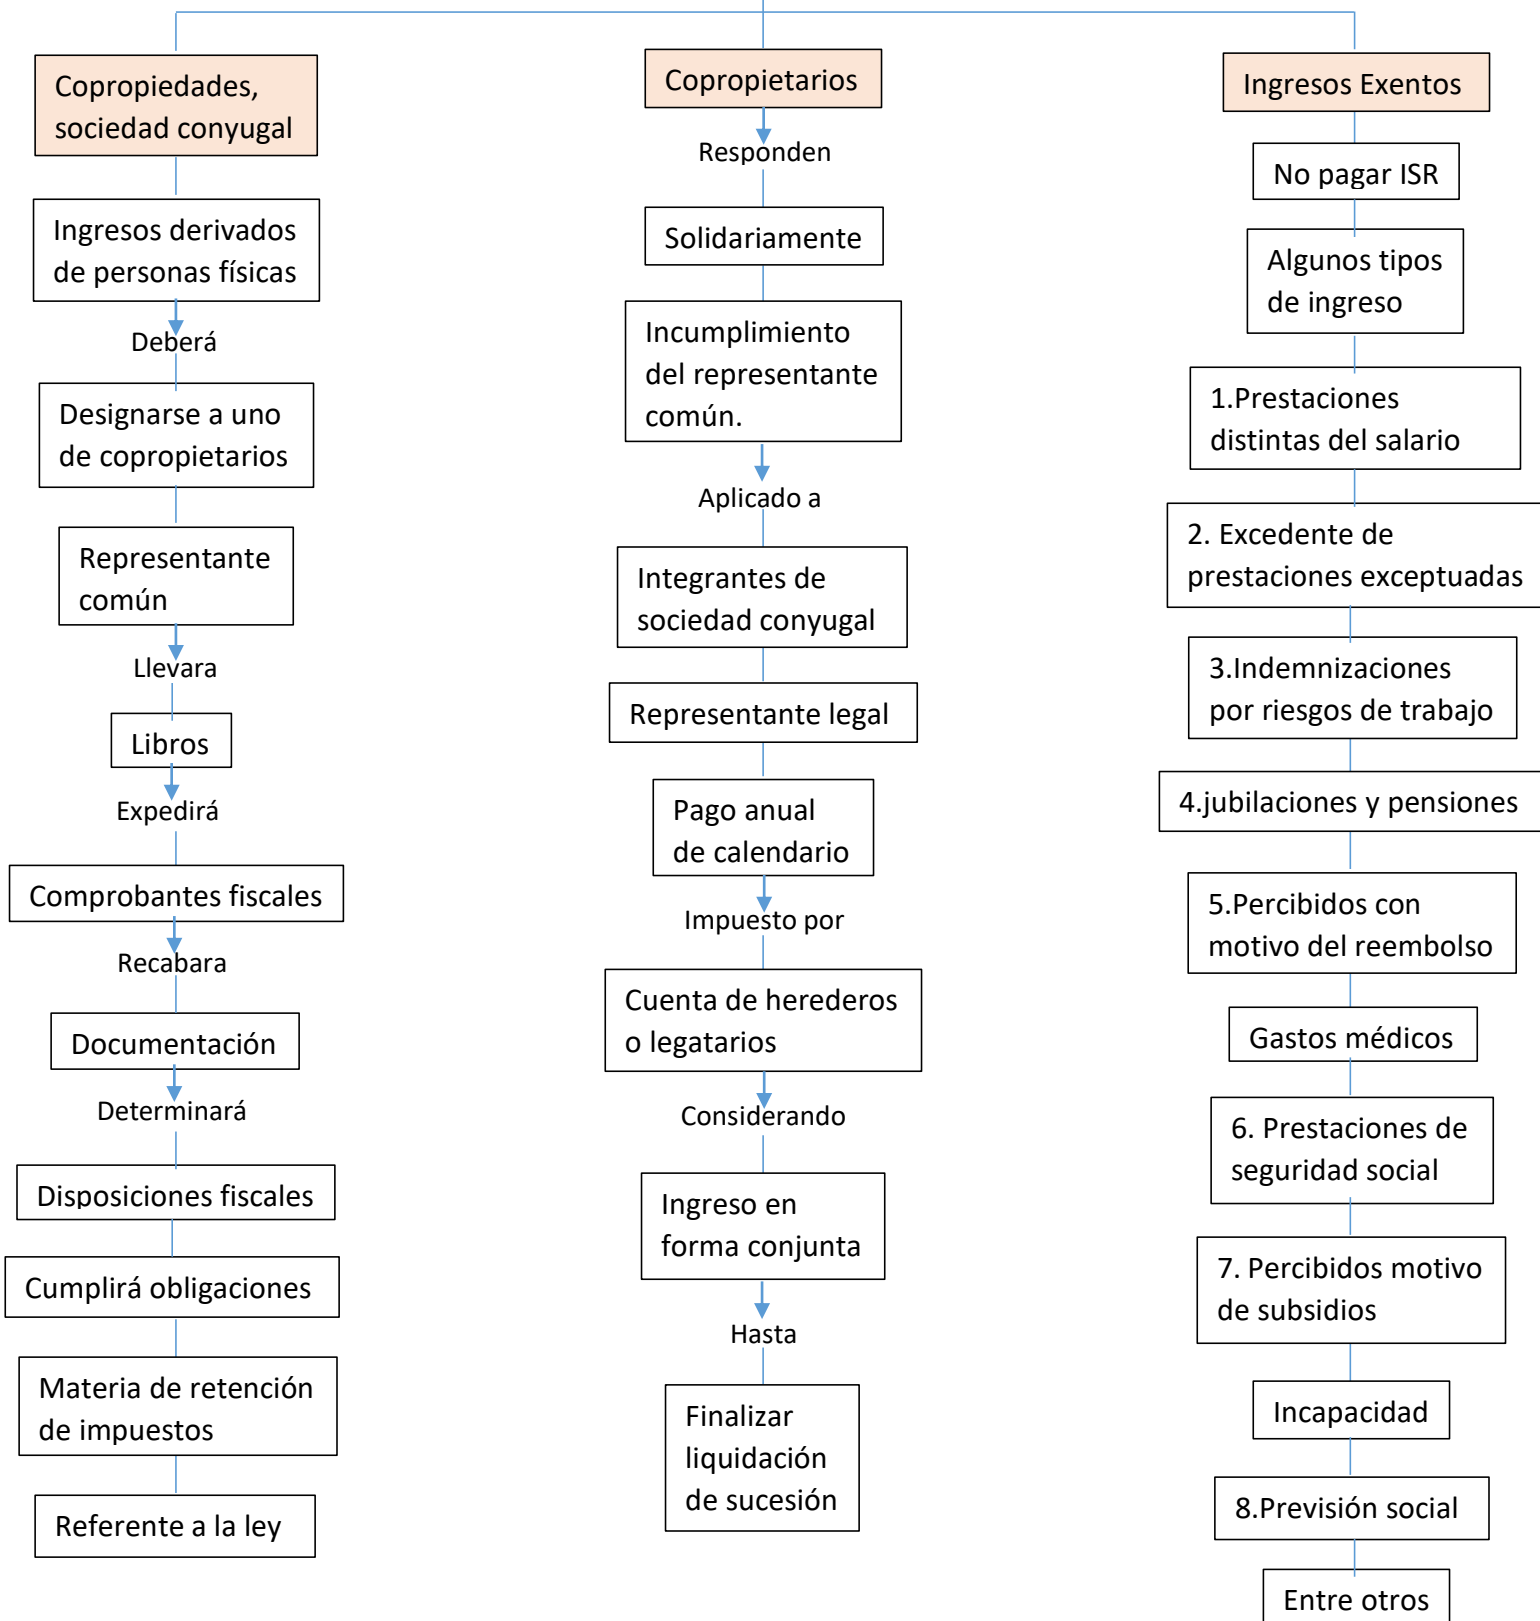 Copropiedades,
sociedad conyugal
Ingresos derivados
de personas físicas
Deberá
Designarse a uno
de copropietarios
Representante
común
Llevara
Libros
Expedirá
Comprobantes fiscales
Recabara
Documentación
Determinará
Disposiciones fiscales
Cumplirá obligaciones
Materia de retención
de impuestos
Referente a la ley
Copropietarios
Responden
Solidariamente
Incumplimiento
del representante
común.
Aplicado a
Integrantes de
sociedad conyugal
Representante legal
Pago anual
de calendario
Impuesto por
Cuenta de herederos
o legatarios
Considerando
Ingreso en
forma conjunta
Hasta
Finalizar
liquidación
de sucesión
Ingresos Exentos
No pagar ISR
Algunos tipos
de ingreso
1.Prestaciones
distintas del salario
2. Excedente de
prestaciones exceptuadas
3.Indemnizaciones
por riesgos de trabajo
4.jubilaciones y pensiones
5.Percibidos con
motivo del reembolso
Gastos médicos
6. Prestaciones de
seguridad social
7. Percibidos motivo
de subsidios
Incapacidad
8.Previsión social
Entre otros